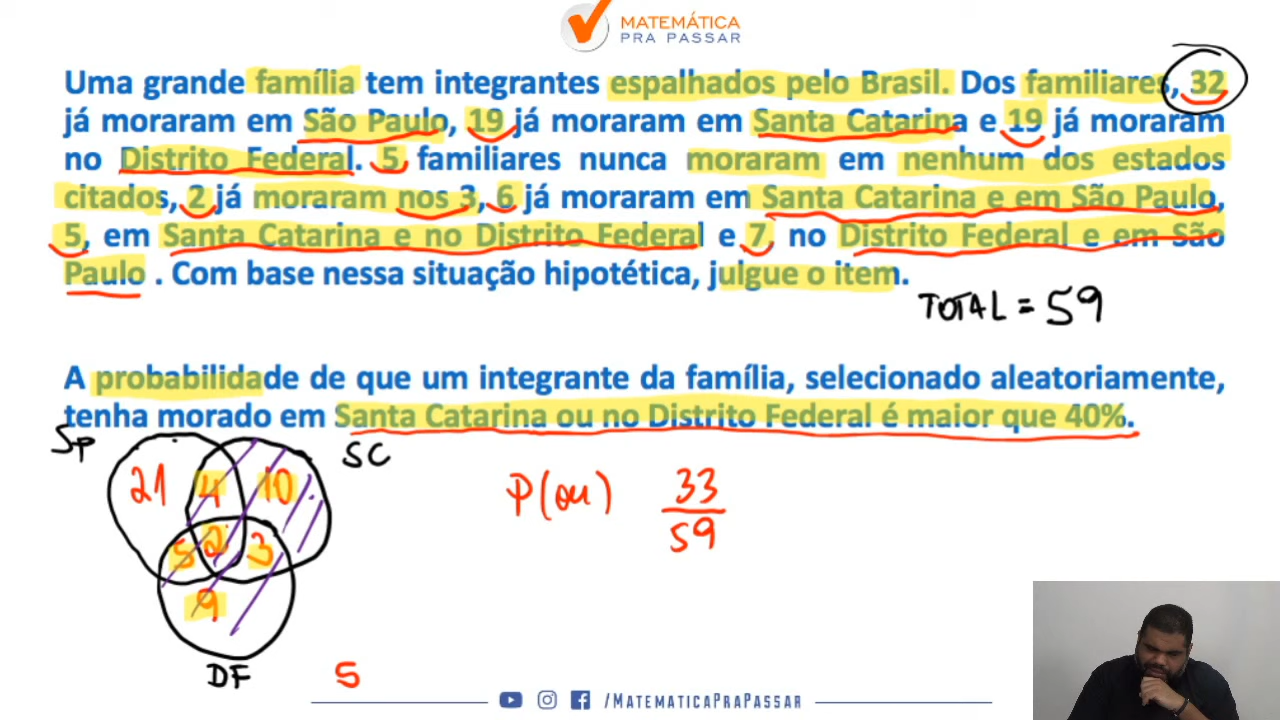 MATEMÁTICA
PRA PASSAR
Uma grande família tem integrantes espalhados pelo Brasil. Dos familiares, 32
já moraram em São Paulo, 19 já moraram em Santa Catarina e 19 já moraram
no Distrito Federal. 5 familiares nunca moraram em nenhum dos estados
citados, 2 já moraram nos 3, 6 já moraram em Santa Catarina e em São Paulo,
5, em Santa Catarina e no Distrito Federal e 7, no Distrito Federal e em São
Paulo . Com base nessa situação hipotética, julgue o item.
TOTAL = 59
A probabilidade de que um integrante da família, selecionado aleatoriamente,
tenha morado em Santa Catarina ou no Distrito Federal é maior que 40%.
SP
SC
21 4 10
5 2 3
9
DF
5
P(ou) 33
59
/MATEMATICAPRAPASSAR